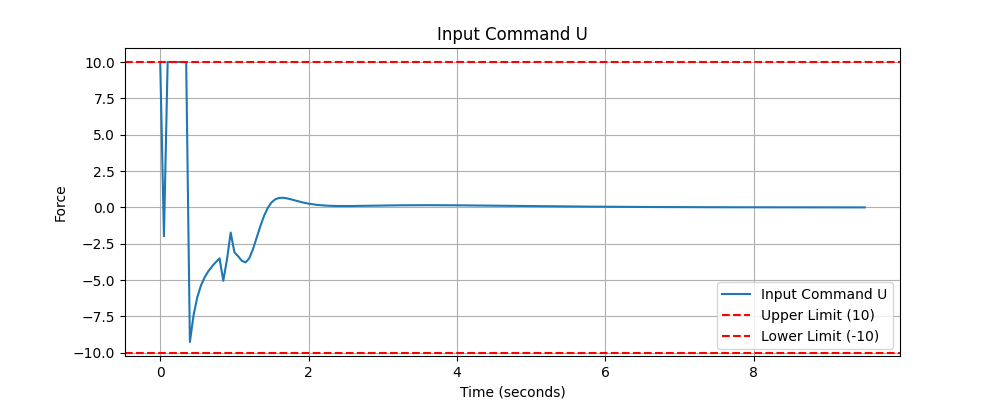 Input Command U
Force
10.0
7.5
5.0
2.5
0.0
−2.5
−5.0
−7.5
−10.0
Input Command U
Upper Limit (10)
Lower Limit (-10)
0 2 4 6 8
Time (seconds)